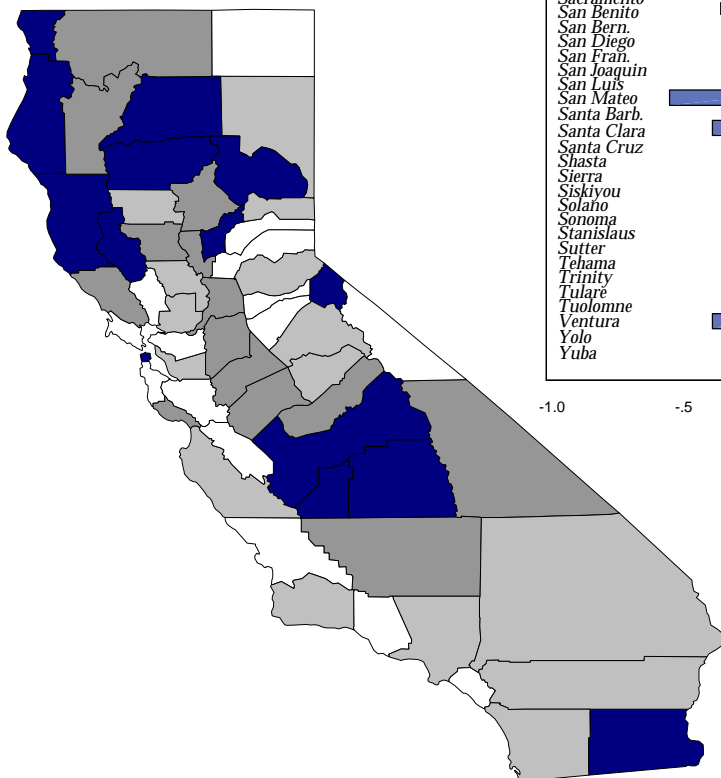 Sacramento
San Benito
San Bern.
San Diego
San Fran.
San Joaquin
San Luis
San Mateo
Santa Barb.
Santa Clara
Santa Cruz
Shasta
Sierra
Siskiyou
Solano
Sonoma
Stanislaus
Sutter
Tehama
Trinity
Tulare
Tuolomne
Ventura
Yolo
Yuba
-1.0
-.5